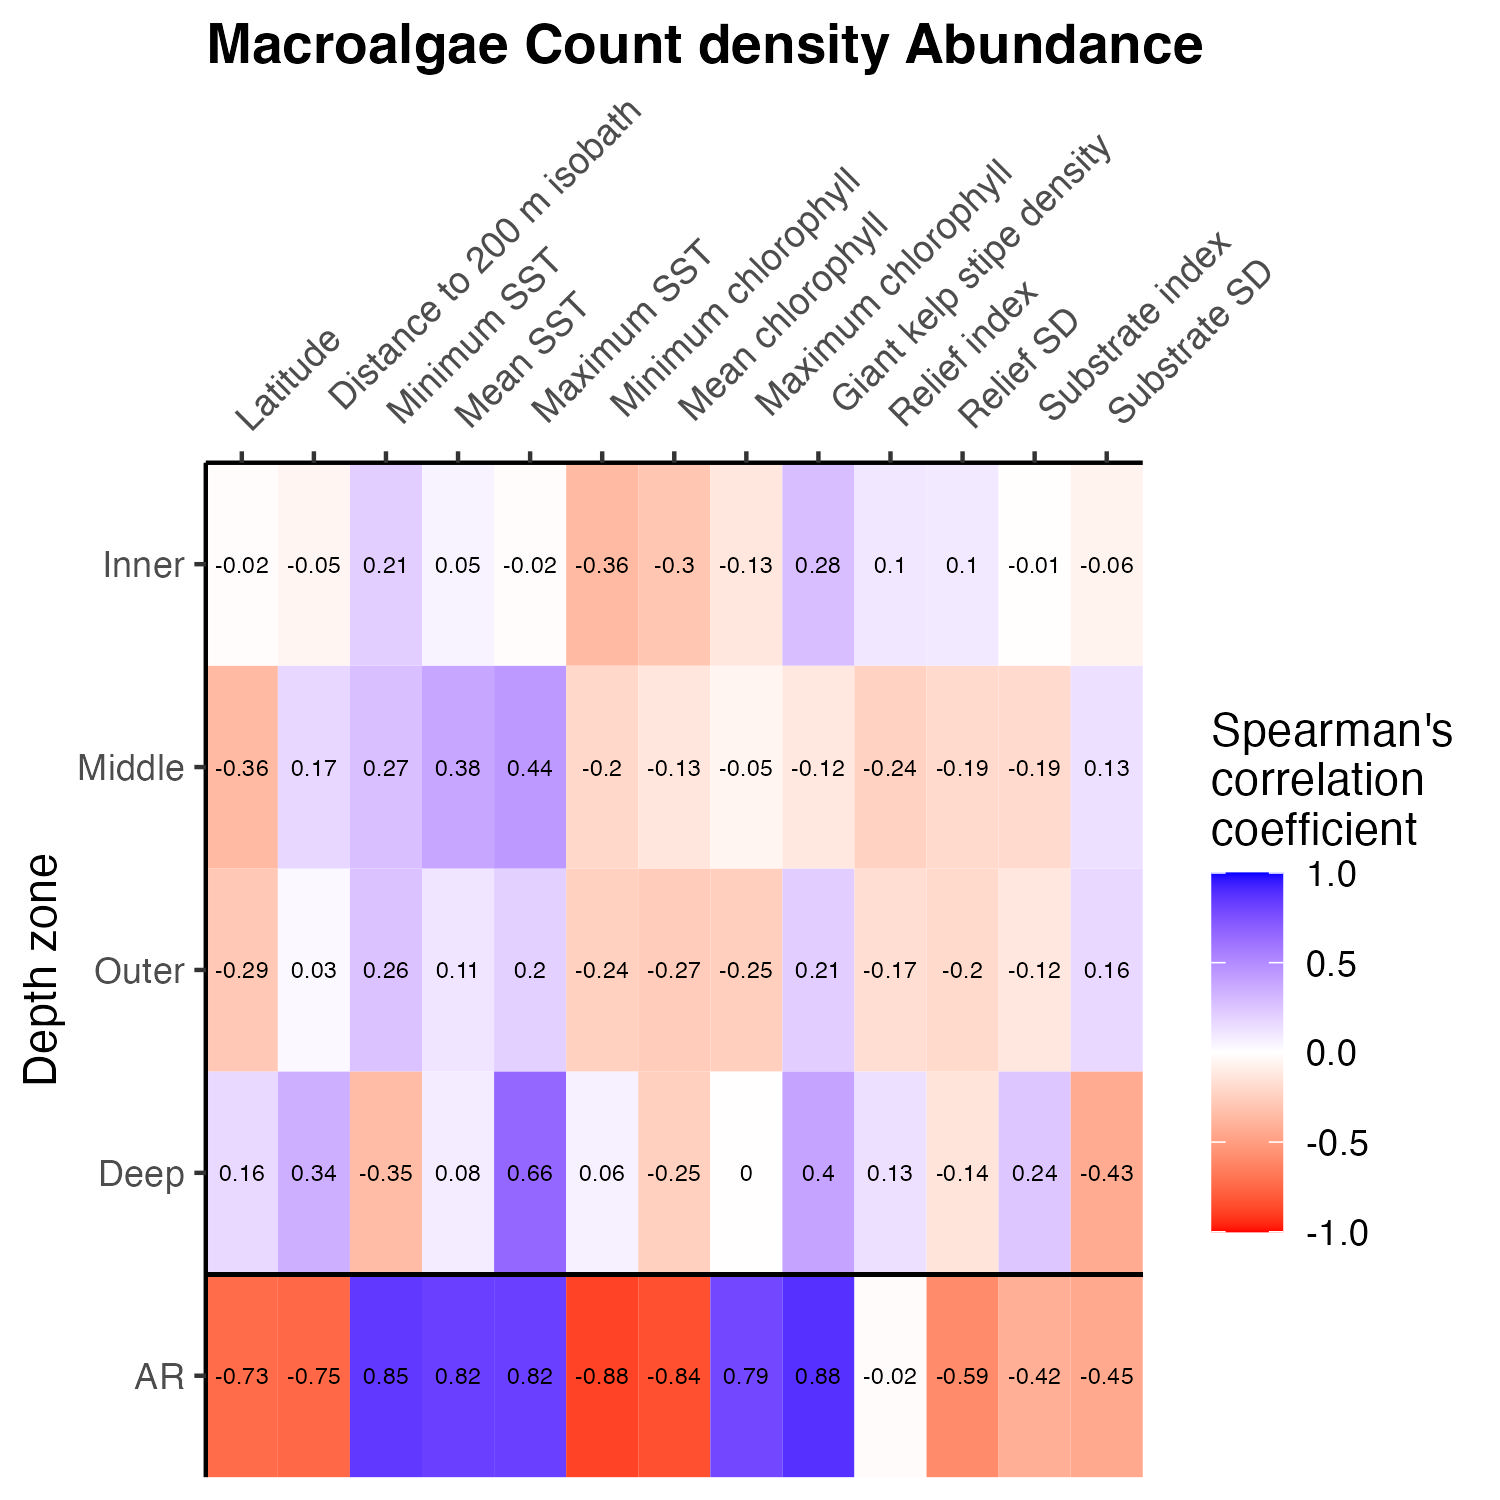 Macroalgae Count density Abundance
Latitude
Distance to 200 m isobath
Minimum SST
Mean SST
Maximum SST
Minimum chlorophyll
Mean chlorophyll
Maximum chlorophyll
Giant kelp stipe density
Relief index
Relief SD
Substrate index
Substrate SD
Inner -0.02 -0.05 0.21 0.05 -0.02 -0.36 -0.3 -0.13 0.28 0.1 0.1 -0.01 -0.06
Middle -0.36 0.17 0.27 0.38 0.44 -0.2 -0.13 -0.05 -0.12 -0.24 -0.19 -0.19 0.13
Outer -0.29 0.03 0.26 0.11 0.2 -0.24 -0.27 -0.25 0.21 -0.17 -0.2 -0.12 0.16
Deep 0.16 0.34 -0.35 0.08 0.66 0.06 -0.25 0 0.4 0.13 -0.14 0.24 -0.43
AR -0.73 -0.75 0.85 0.82 0.82 -0.88 -0.84 0.79 0.88 -0.02 -0.59 -0.42 -0.45
Depth zone
Spearman's
correlation
coefficient
1.0
0.5
0.0
-0.5
-1.0